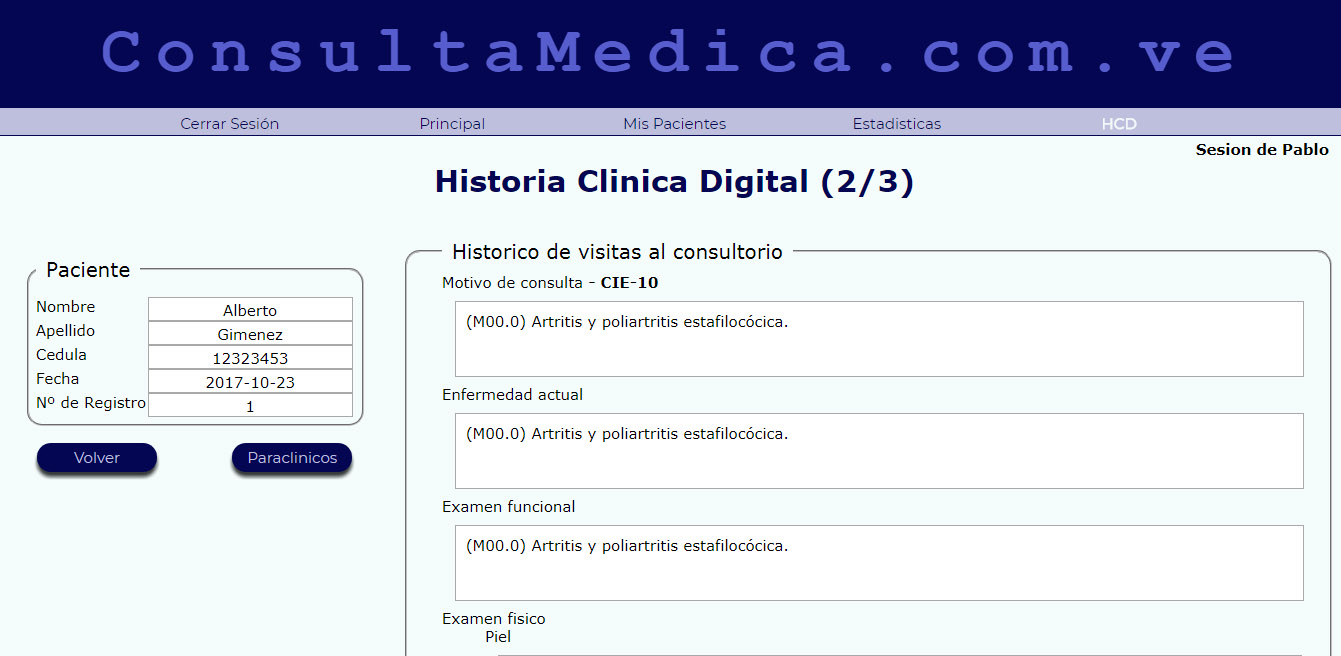 ConsultaMedica.com.ve
Cerrar Sesión Principal Mis Pacientes Estadisticas HCD
Sesion de Pablo
Historia Clinica Digital (2/3)
Paciente
Nombre Alberto
Apellido Gimenez
Cedula 12323453
Fecha 2017-10-23
Nº de Registro 1
Volver Paraclinicos
Historico de visitas al consultorio
Motivo de consulta - CIE-10
(M00.0) Artritis y poliartritis estafilocócica.
Enfermedad actual
(M00.0) Artritis y poliartritis estafilocócica.
Examen funcional
(M00.0) Artritis y poliartritis estafilocócica.
Examen fisico
Piel